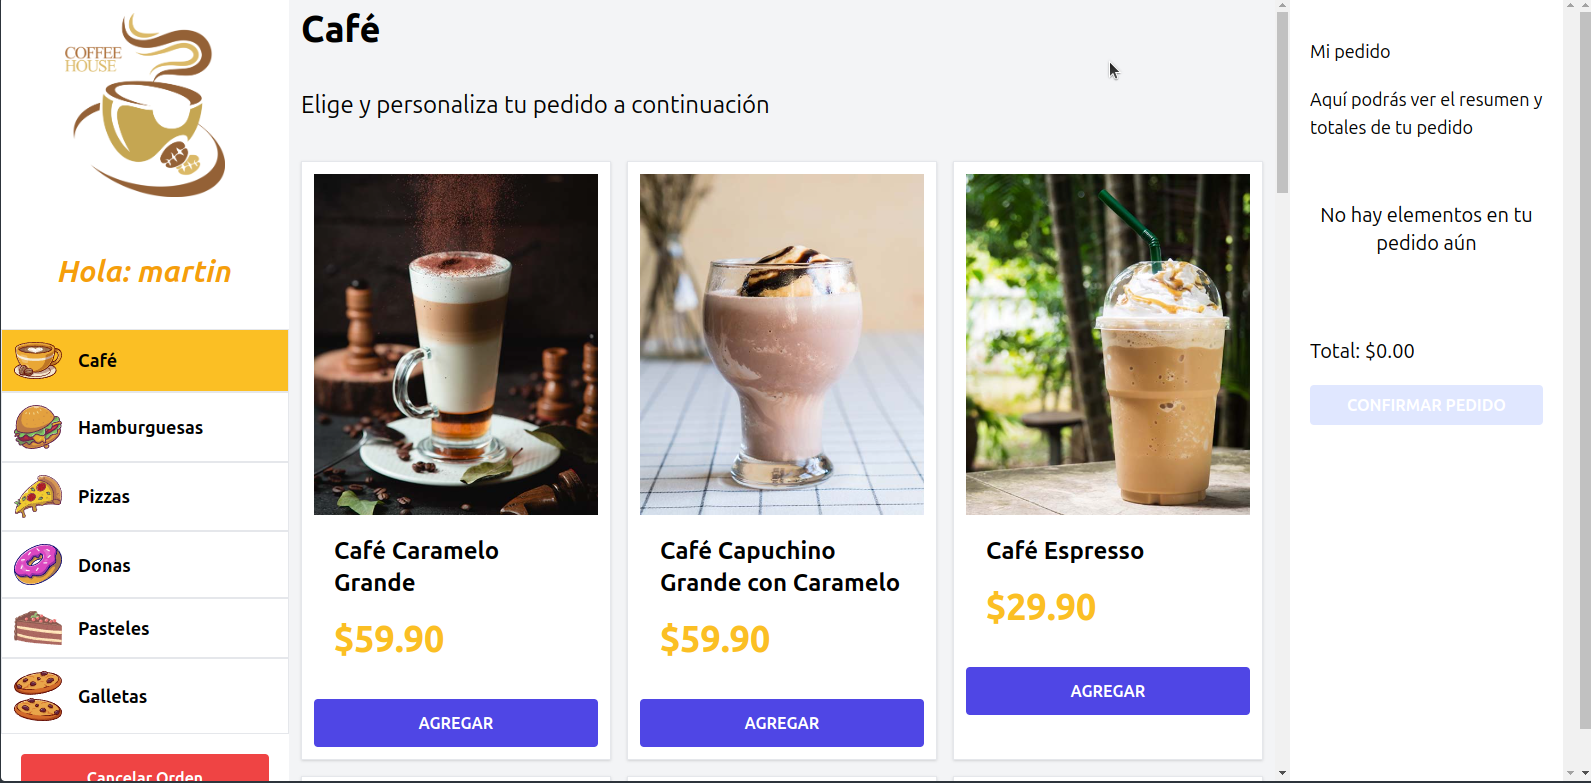 COFFEE
HOUSE
Hola: martin
Café
Hamburguesas
Pizzas
Donas
Pasteles
Galletas
Cancelar Orden
Café
Elige y personaliza tu pedido a continuación
Café Caramelo
Grande
$59.90
AGREGAR
Café Capuchino
Grande con Caramelo
$59.90
AGREGAR
Café Espresso
$29.90
AGREGAR
Mi pedido
Aquí podrás ver el resumen y
totales de tu pedido
No hay elementos en tu
pedido aún
Total: $0.00
CONFIRMAR PEDIDO